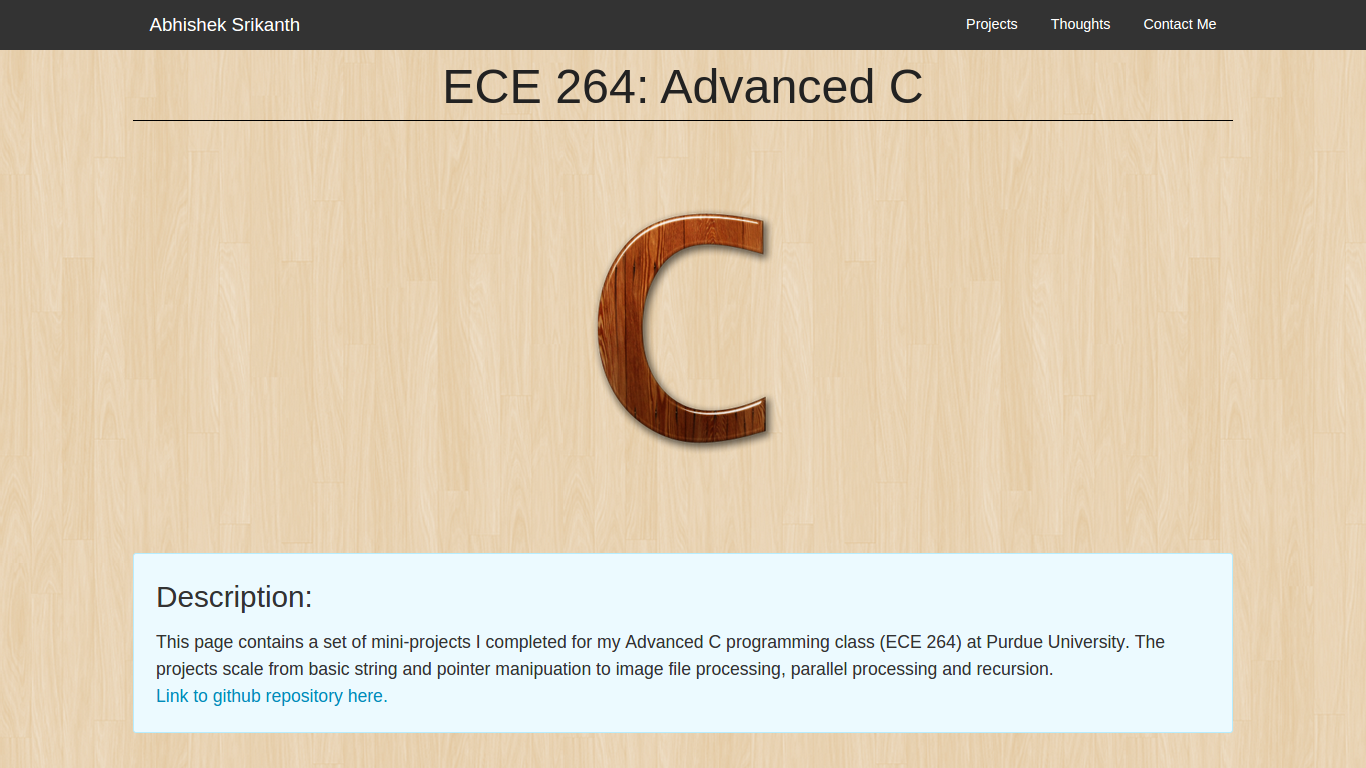 Abhishek Srikanth
Projects
Thoughts
Contact Me
ECE 264: Advanced C
C
Description:
This page contains a set of mini-projects I completed for my Advanced C programming class (ECE 264) at Purdue University. The
projects scale from basic string and pointer manipuation to image file processing, parallel processing and recursion.
Link to github repository here.